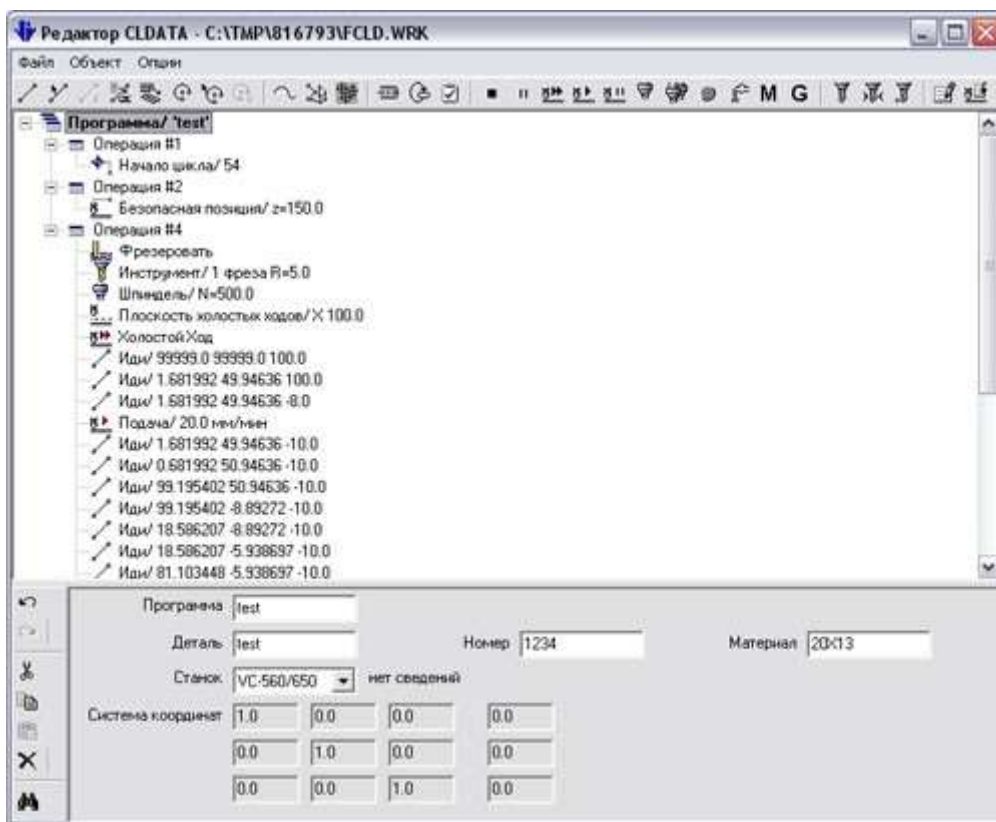 Редактор CLDATA - C:\TMP\816793\FCLD.WRK
Файл Объект Опции
M G
Программа/ 'test'
Операция #1
Начало цикла/ 54
Операция #2
Безопасная позиция/ z=150.0
Операция #4
Фрезеровать
Инструмент/ 1 фреза R=5.0
Шпиндель/ N=500.0
Плоскость холостых ходов/ X 100.0
ХолостойХод
Иди/ 99999.0 99999.0 100.0
Иди/ 1.681992 49.94636 100.0
Иди/ 1.681992 49.94636 -8.0
Подача/ 20.0 мм/мин
Иди/ 1.681992 49.94636 -10.0
Иди/ 0.681992 50.94636 -10.0
Иди/ 99.195402 50.94636 -10.0
Иди/ 99.195402 -8.89272 -10.0
Иди/ 18.586207 -8.89272 -10.0
Иди/ 18.586207 -5.938697 -10.0
Иди/ 81.103448 -5.938697 -10.0
Программа test
Деталь test Номер 1234 Материал 20X13
Станок VC-560/650 нет сведений
Система координат 1.0 0.0 0.0 0.0
0.0 1.0 0.0 0.0
0.0 0.0 1.0 0.0